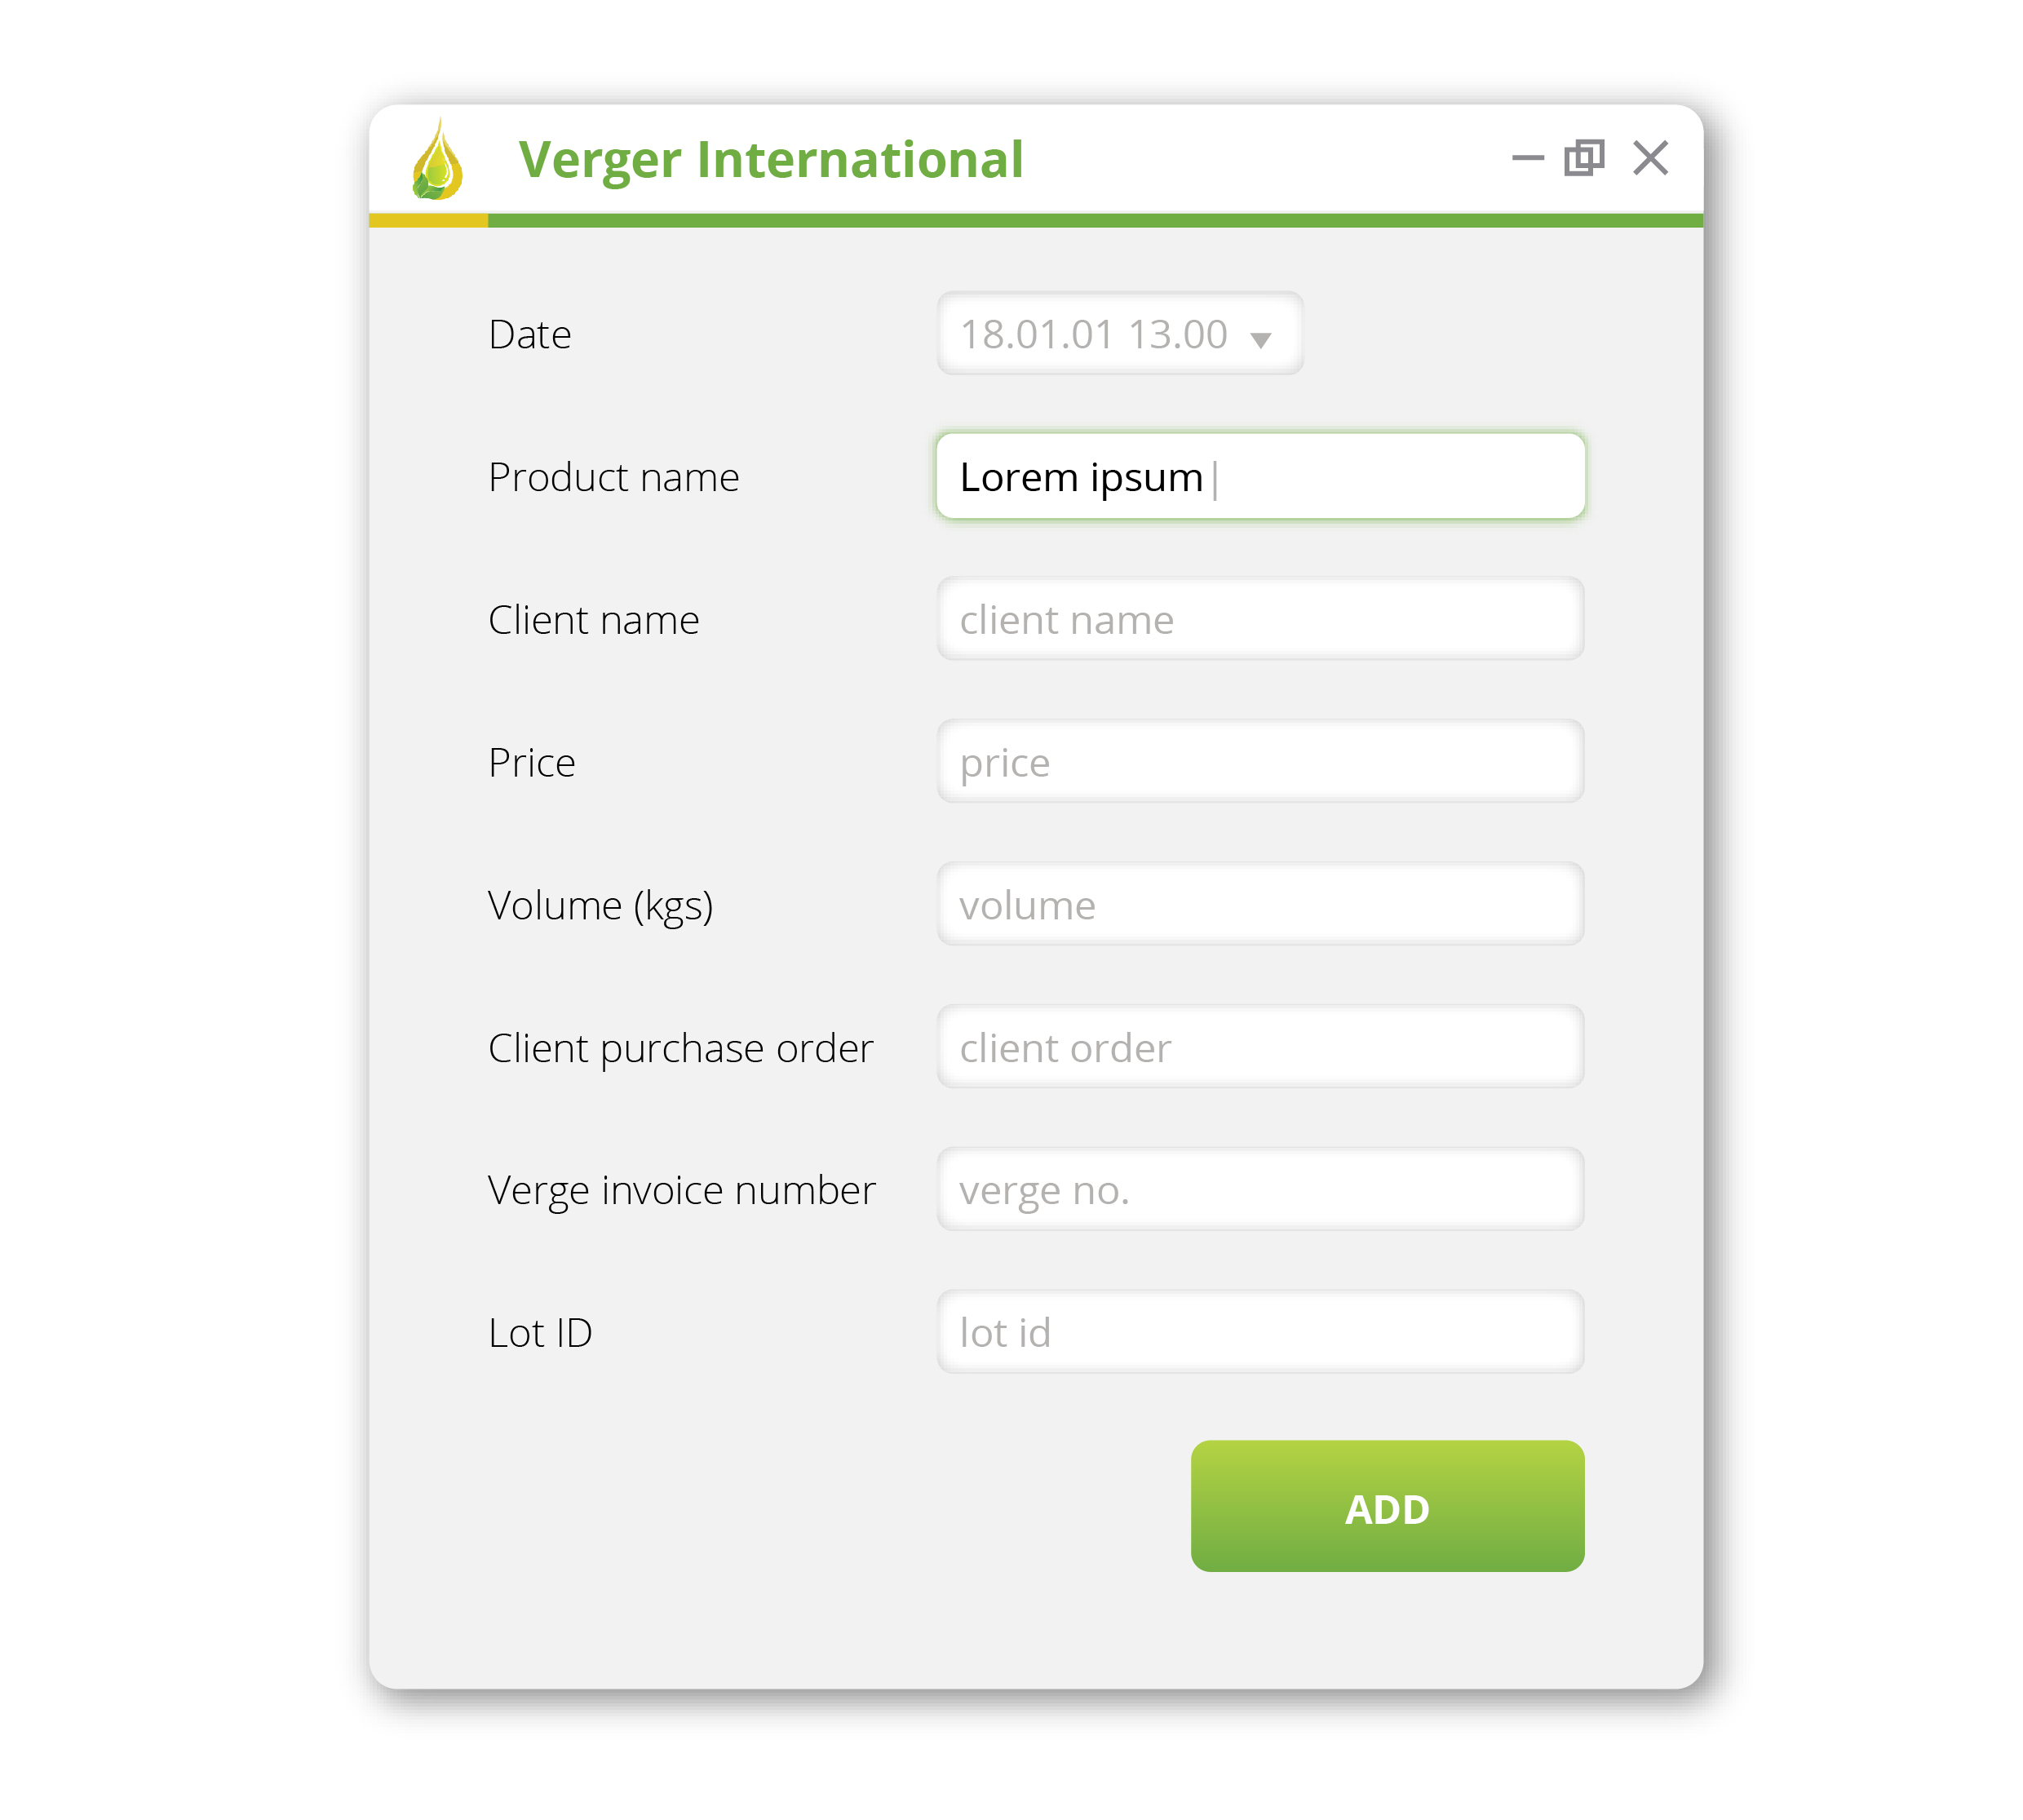 Verger International
Date
18.01.01 13.00
Product name
Lorem ipsum
Client name
client name
Price
price
Volume (kgs)
volume
Client purchase order
client order
Verge invoice number
verge no.
Lot ID
lot id
ADD